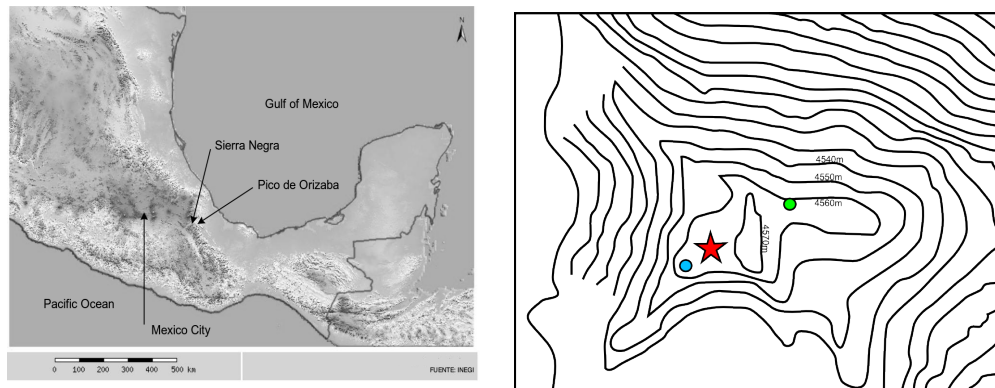 N
Gulf of Mexico
Sierra Negra
Pico de Orizaba
Pacific Ocean
Mexico City
0 100 200 300 400 500 km
FUENTE: INEGI
4540m
4550m
4560m
4570m